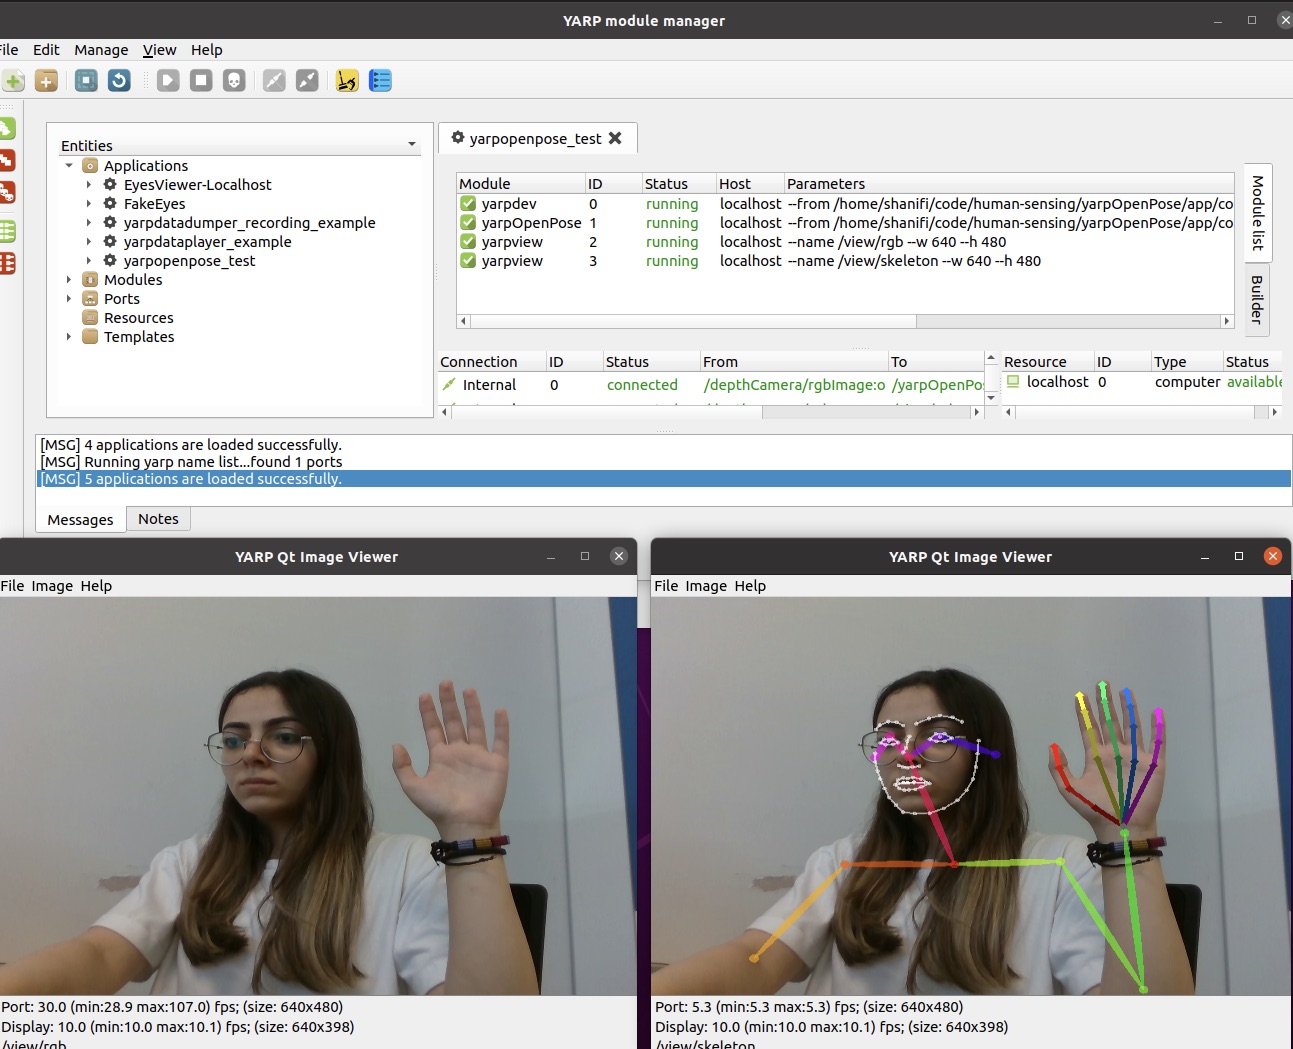 YARP module manager
File Edit Manage View Help
Entities
Applications
EyesViewer-Localhost
FakeEyes
yarpdatadumper_recording_example
yarpdataplayer_example
yarpopenpose_test
Modules
Ports
Resources
Templates
yarpopenpose_test
Module ID Status Host Parameters
yarpdev 0 running localhost --from /home/shanifi/code/human-sensing/yarpOpenPose/app/co
yarpOpenPose 1 running localhost --from /home/shanifi/code/human-sensing/yarpOpenPose/app/co
yarpview 2 running localhost --name /view/rgb --w 640 --h 480
yarpview 3 running localhost --name /view/skeleton --w 640 --h 480
Module list
Builder
Connection ID Status From To
Internal 0 connected /depthCamera/rgbImage:o /yarpOpenPos
Resource ID Type Status
localhost 0 computer available
[MSG] 4 applications are loaded successfully.
[MSG] Running yarp name list...found 1 ports
[MSG] 5 applications are loaded successfully.
Messages Notes
YARP Qt Image Viewer
File Image Help
Port: 30.0 (min:28.9 max:107.0) fps; (size: 640x480)
Display: 10.0 (min:10.0 max:10.1) fps; (size: 640x398)
/view/rgb
YARP Qt Image Viewer
File Image Help
Port: 5.3 (min:5.3 max:5.3) fps; (size: 640x480)
Display: 10.0 (min:10.0 max:10.1) fps; (size: 640x398)
/view/skeleton